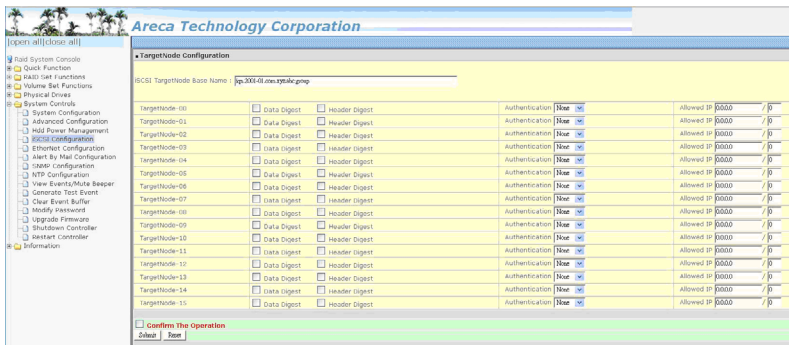 Areca Technology Corporation
|open all|close all|
Raid System Console
Quick Function
RAID Set Functions
Volume Set Functions
Physical Drives
System Controls
System Configuration
Advanced Configuration
Hdd Power Management
iSCSI Configuration
EtherNet Configuration
Alert By Mail Configuration
SNMP Configuration
NTP Configuration
View Events/Mute Beeper
Generate Test Event
Clear Event Buffer
Modify Password
Upgrade Firmware
Shutdown Controller
Restart Controller
Information
TargetNode Configuration
iSCSI TargetNode Base Name :
TargetNode-00 Data Digest Header Digest Authentication None Allowed IP 0.0.0.0 / 0
TargetNode-01 Data Digest Header Digest Authentication None Allowed IP 0.0.0.0 / 0
TargetNode-02 Data Digest Header Digest Authentication None Allowed IP 0.0.0.0 / 0
TargetNode-03 Data Digest Header Digest Authentication None Allowed IP 0.0.0.0 / 0
TargetNode-04 Data Digest Header Digest Authentication None Allowed IP 0.0.0.0 / 0
TargetNode-05 Data Digest Header Digest Authentication None Allowed IP 0.0.0.0 / 0
TargetNode-06 Data Digest Header Digest Authentication None Allowed IP 0.0.0.0 / 0
TargetNode-07 Data Digest Header Digest Authentication None Allowed IP 0.0.0.0 / 0
TargetNode-08 Data Digest Header Digest Authentication None Allowed IP 0.0.0.0 / 0
TargetNode-09 Data Digest Header Digest Authentication None Allowed IP 0.0.0.0 / 0
TargetNode-10 Data Digest Header Digest Authentication None Allowed IP 0.0.0.0 / 0
TargetNode-11 Data Digest Header Digest Authentication None Allowed IP 0.0.0.0 / 0
TargetNode-12 Data Digest Header Digest Authentication None Allowed IP 0.0.0.0 / 0
TargetNode-13 Data Digest Header Digest Authentication None Allowed IP 0.0.0.0 / 0
TargetNode-14 Data Digest Header Digest Authentication None Allowed IP 0.0.0.0 / 0
TargetNode-15 Data Digest Header Digest Authentication None Allowed IP 0.0.0.0 / 0
Confirm The Operation
Submit Reset